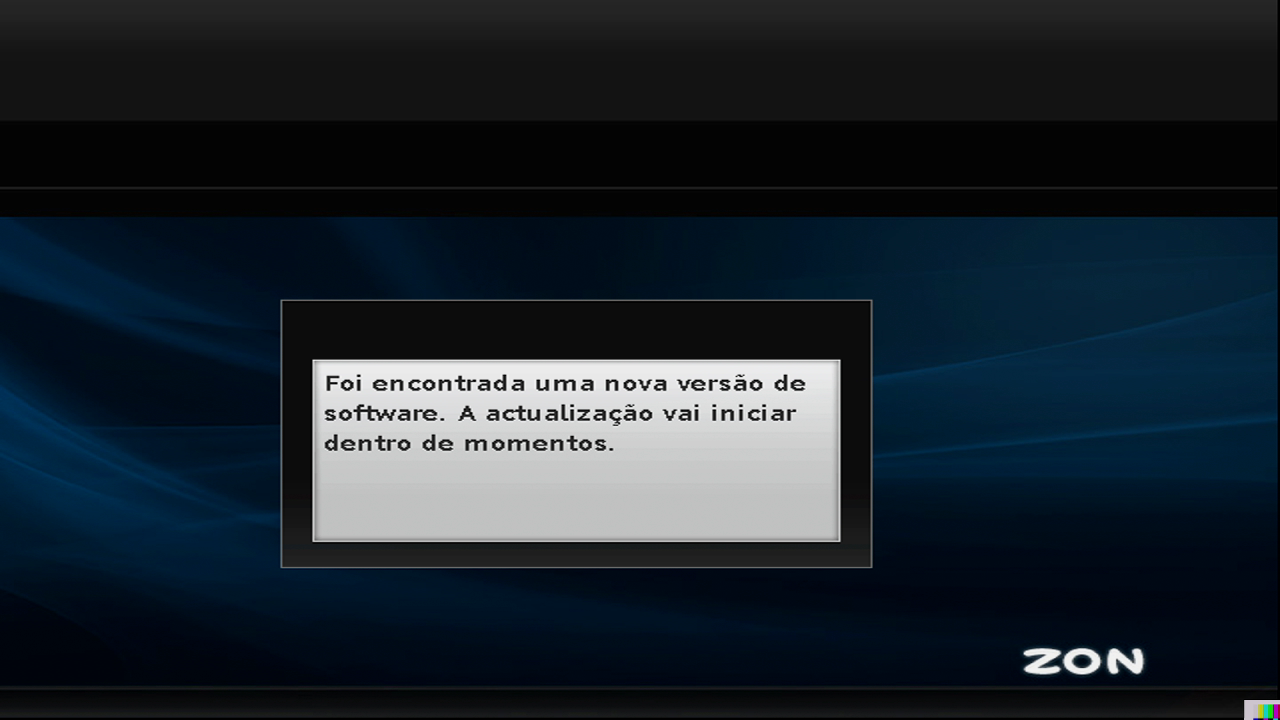 Foi encontrada uma nova versão de
software. A actualização vai iniciar
dentro de momentos.
ZON